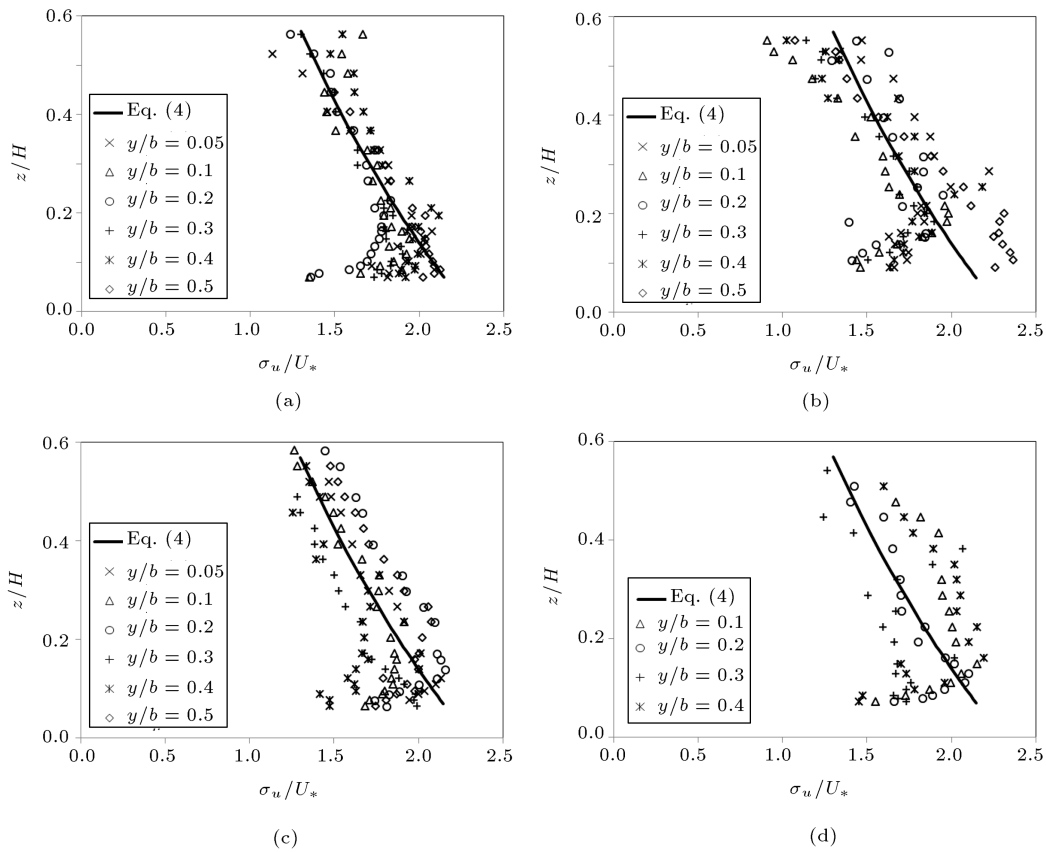 0.6
0.4
0.2
0.0
z/H
Eq. (4)
y/b = 0.05
y/b = 0.1
y/b = 0.2
y/b = 0.3
y/b = 0.4
y/b = 0.5
0.0 0.5 1.0 1.5 2.0 2.5
σu/U*
(a)
0.6
0.4
0.2
0.0
z/H
Eq. (4)
y/b = 0.05
y/b = 0.1
y/b = 0.2
y/b = 0.3
y/b = 0.4
y/b = 0.5
0.0 0.5 1.0 1.5 2.0 2.5
σu/U*
(b)
0.6
0.4
0.2
0.0
z/H
Eq. (4)
y/b = 0.05
y/b = 0.1
y/b = 0.2
y/b = 0.3
y/b = 0.4
y/b = 0.5
0.0 0.5 1.0 1.5 2.0 2.5
σu/U*
(c)
0.6
0.4
0.2
0.0
z/H
Eq. (4)
y/b = 0.1
y/b = 0.2
y/b = 0.3
y/b = 0.4
0.0 0.5 1.0 1.5 2.0 2.5
σu/U*
(d)